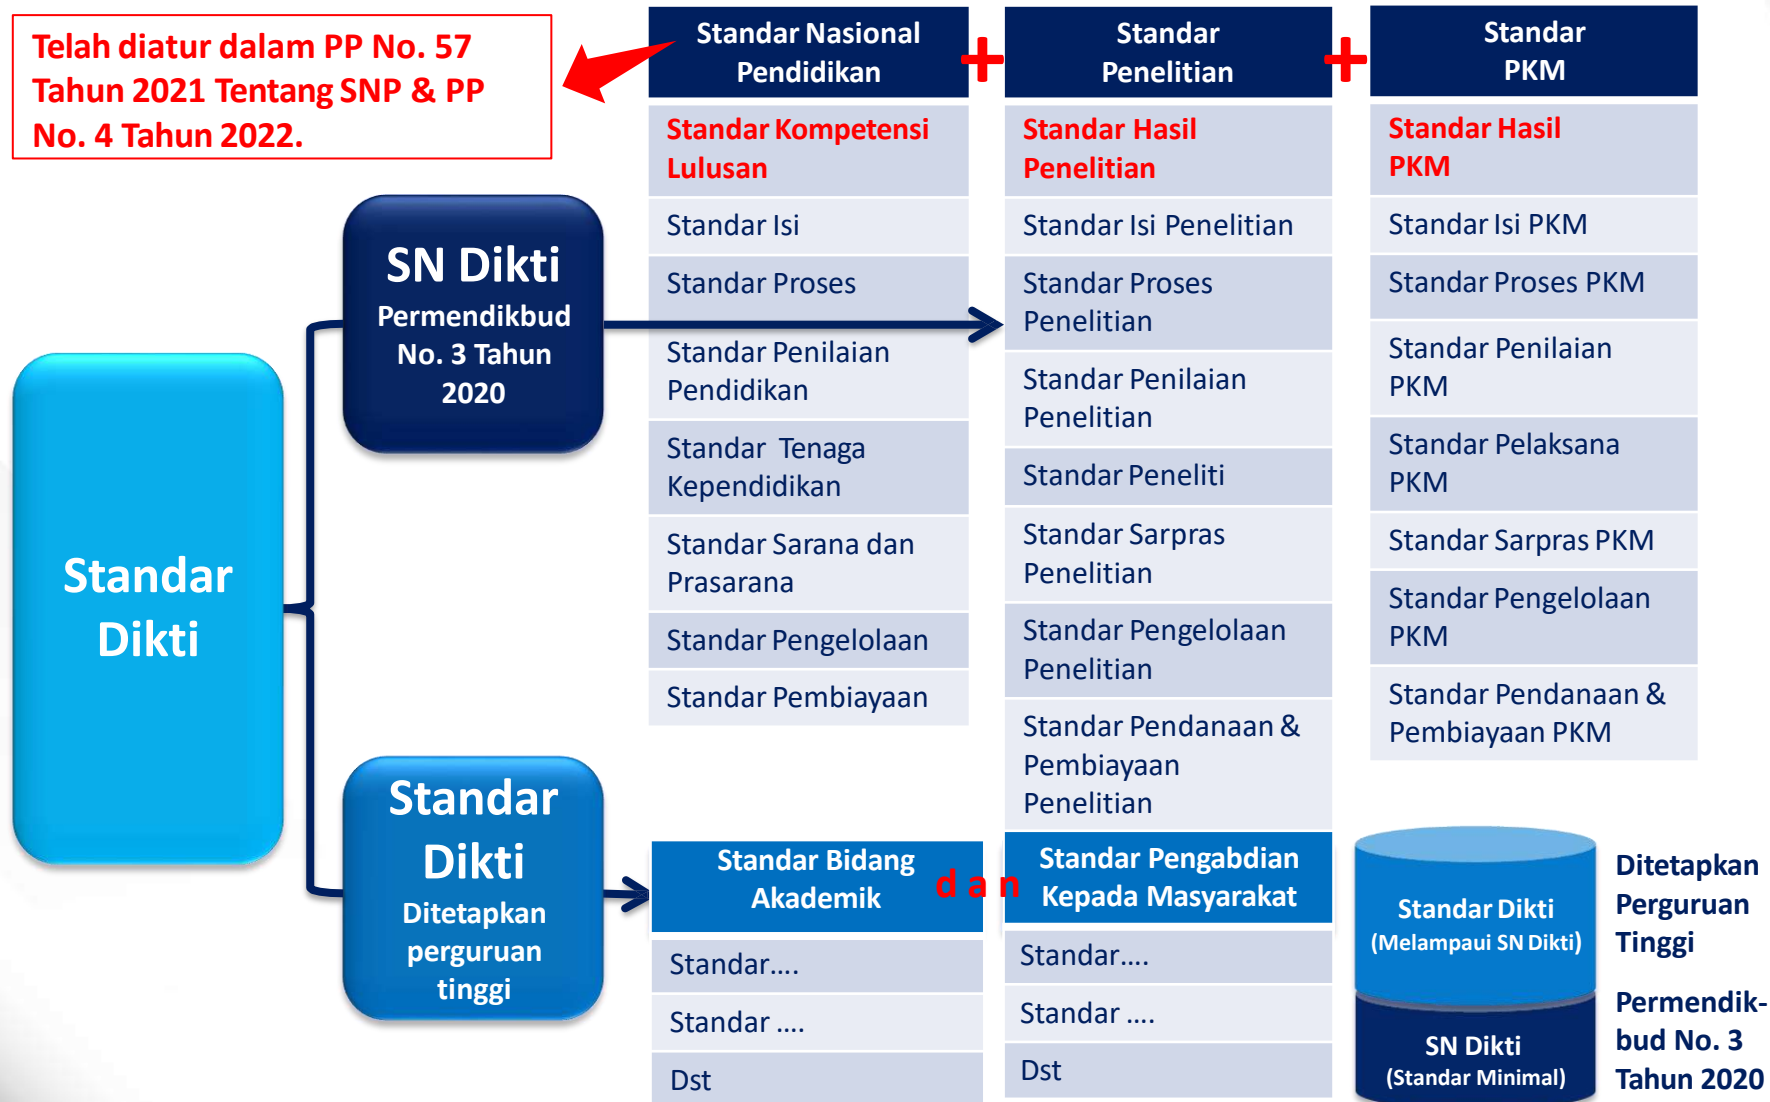 Telah diatur dalam PP No. 57
Tahun 2021 Tentang SNP & PP
No. 4 Tahun 2022.
Standar
Dikti
SN Dikti
Permendikbud
No. 3 Tahun
2020
Standar
Dikti
Ditetapkan
perguruan
tinggi
Standar Nasional
Pendidikan
Standar Kompetensi
Lulusan
Standar Isi
Standar Proses
Standar Penilaian
Pendidikan
Standar Tenaga
Kependidikan
Standar Sarana dan
Prasarana
Standar Pengelolaan
Standar Pembiayaan
+
Standar
Penelitian
Standar Hasil
Penelitian
Standar Isi Penelitian
Standar Proses
Penelitian
Standar Penilaian
Penelitian
Standar Peneliti
Standar Sarpras
Penelitian
Standar Pengelolaan
Penelitian
Standar Pendanaan &
Pembiayaan
Penelitian
+
Standar
PKM
Standar Hasil
PKM
Standar Isi PKM
Standar Proses PKM
Standar Penilaian
PKM
Standar Pelaksana
PKM
Standar Sarpras PKM
Standar Pengelolaan
PKM
Standar Pendanaan &
Pembiayaan PKM
Standar Bidang
Akademik
Standar....
Standar ....
Dst
d a n
Standar Pengabdian
Kepada Masyarakat
Standar....
Standar ....
Dst
Standar Dikti
(Melampaui SN Dikti)
SN Dikti
(Standar Minimal)
Ditetapkan
Perguruan
Tinggi
Permendik-
bud No. 3
Tahun 2020